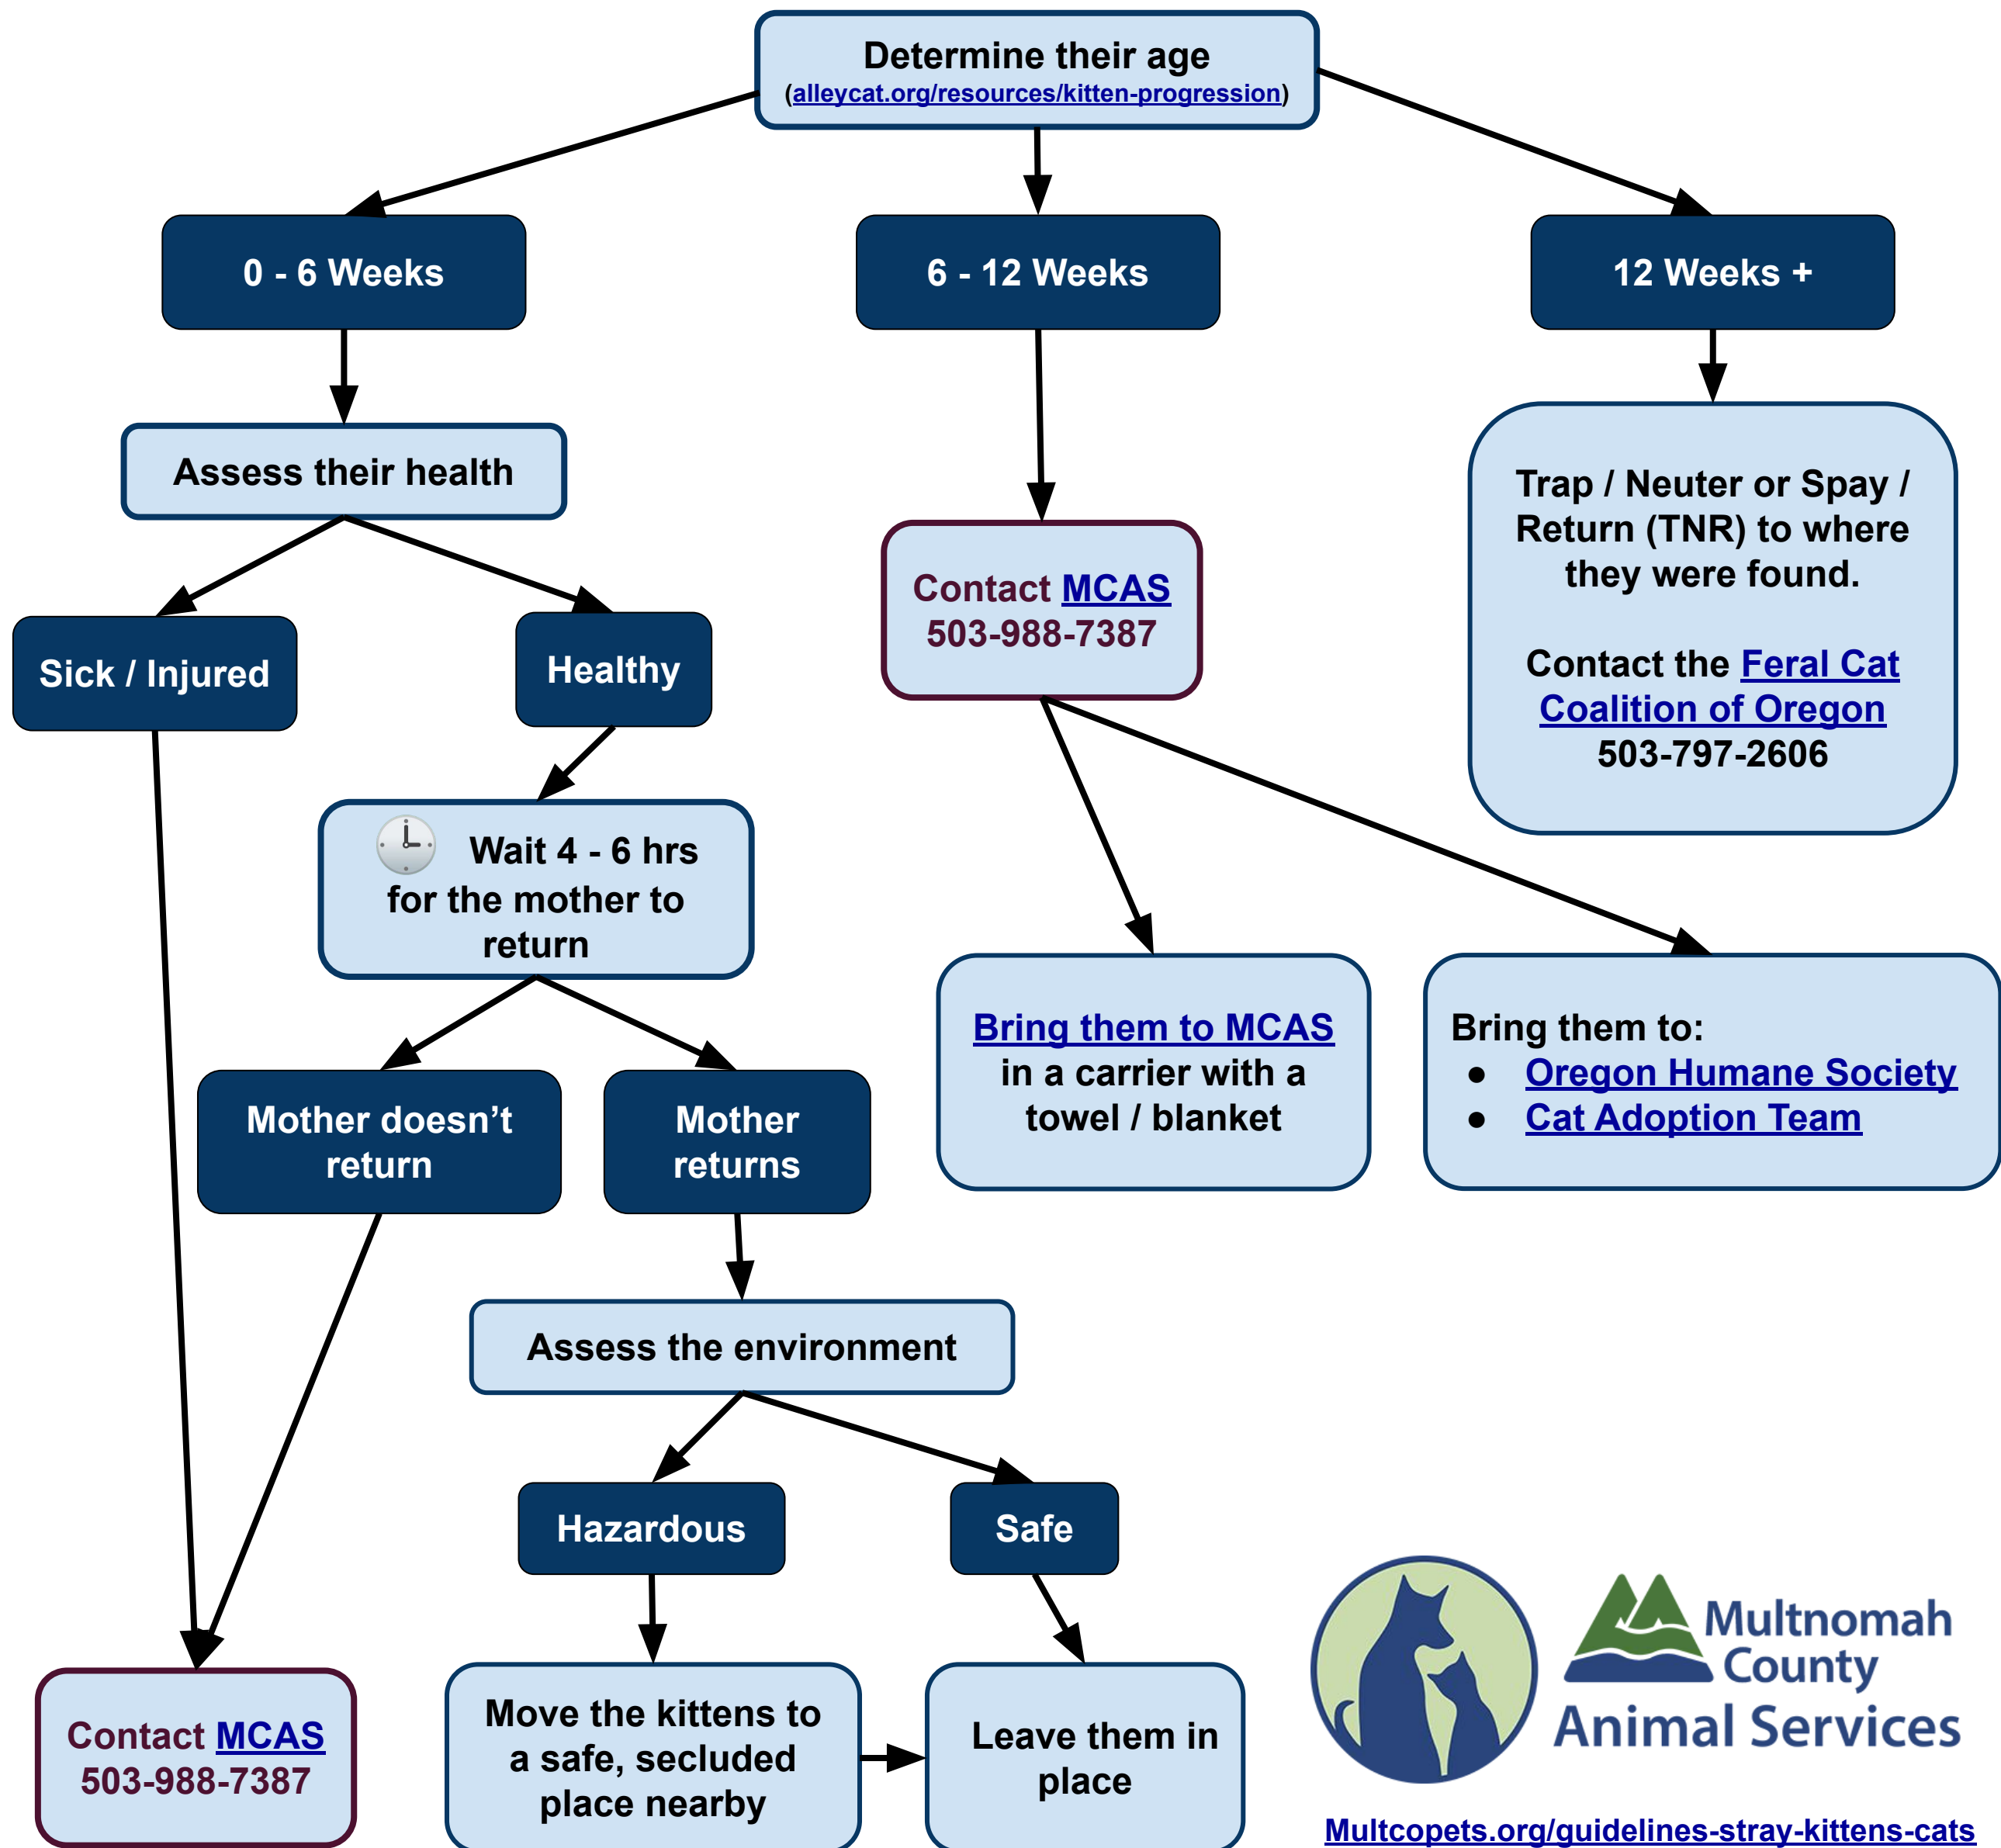 Determine their age
(alleycat.org/resources/kitten-progression)
0 - 6 Weeks
6 - 12 Weeks
12 Weeks +
Assess their health
Trap / Neuter or Spay /
Return (TNR) to where
they were found.
Contact the Feral Cat
Coalition of Oregon
503-797-2606
Contact MCAS
503-988-7387
Sick / Injured
Healthy
Wait 4 - 6 hrs
for the mother to
return
Bring them to MCAS
in a carrier with a
towel / blanket
Bring them to:
● Oregon Humane Society
● Cat Adoption Team
Mother doesn’t
return
Mother
returns
Assess the environment
Hazardous
Safe
Contact MCAS
503-988-7387
Move the kittens to
a safe, secluded
place nearby
Leave them in
place
Multnomah
County
Animal Services
Multcopets.org/guidelines-stray-kittens-cats